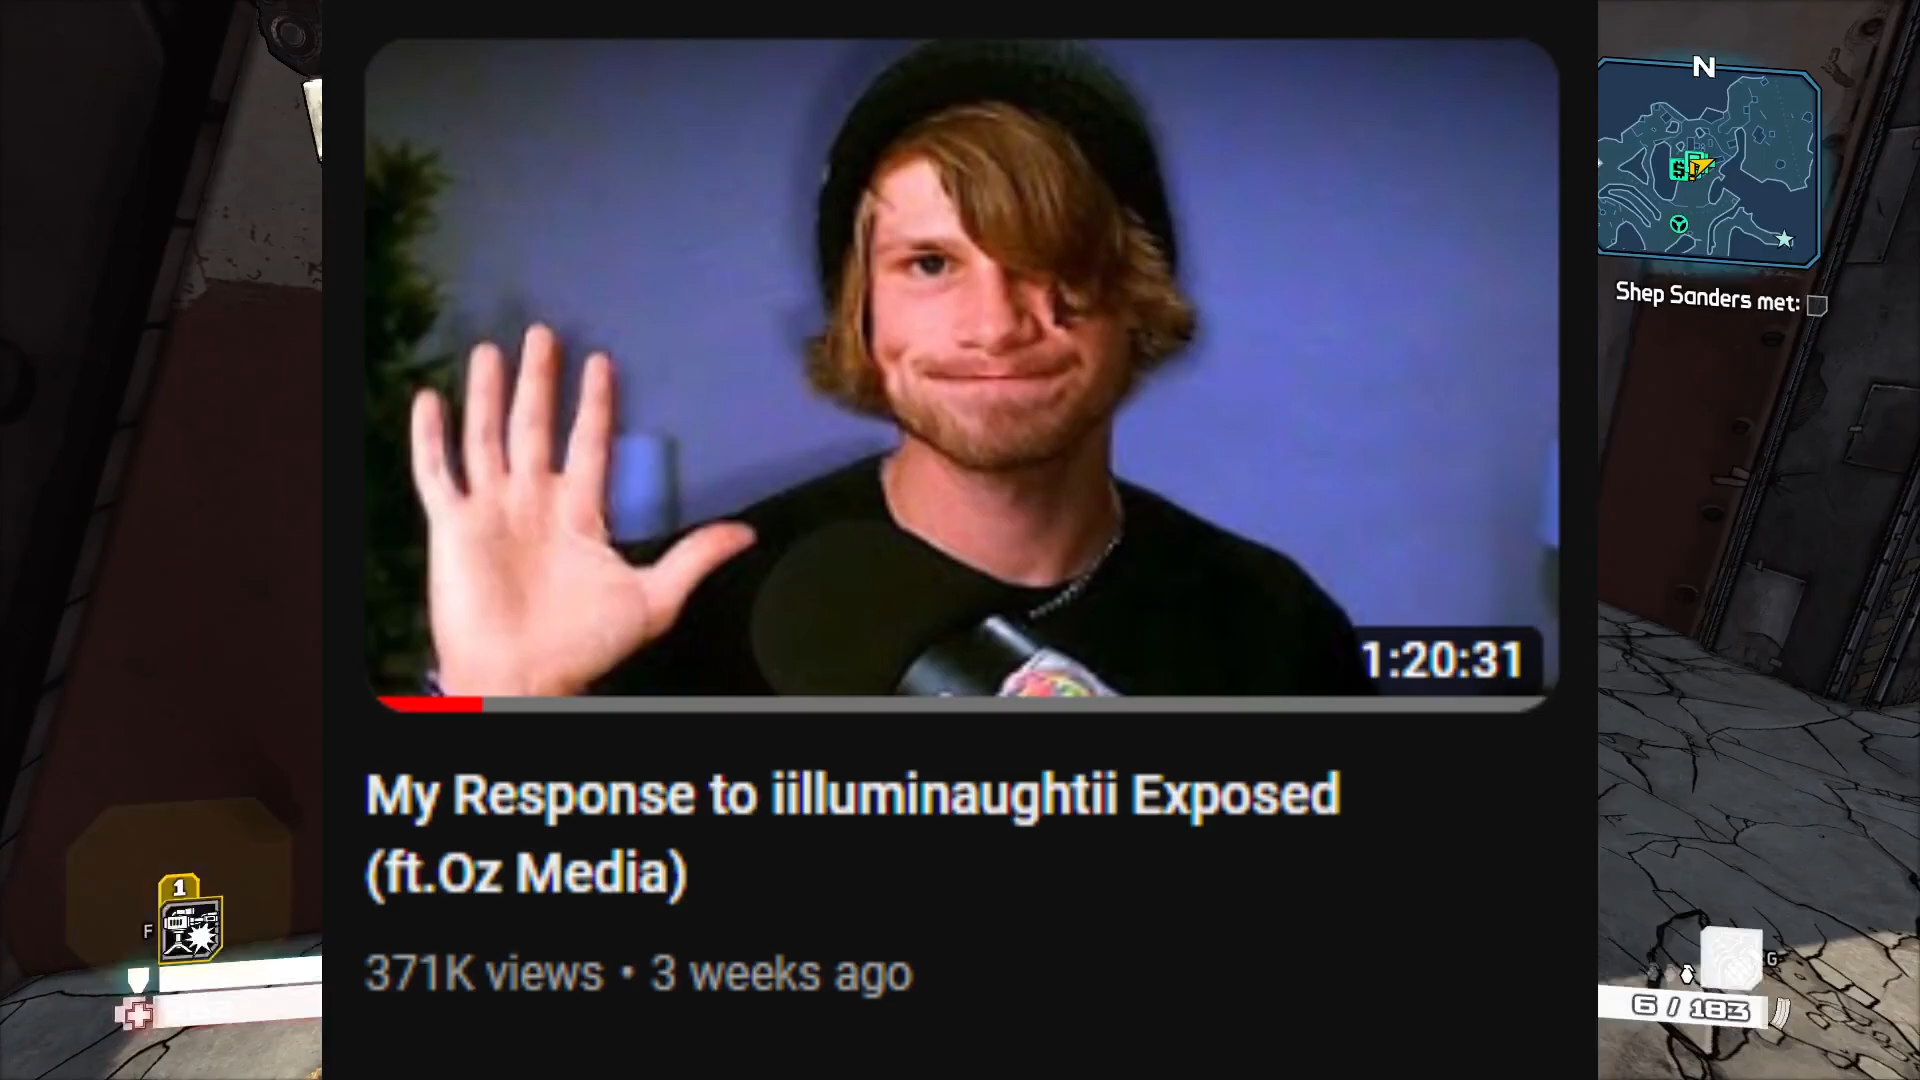 N
Shep Sanders met:
1:20:31
My Response to iilluminaughtii Exposed
(ft.Oz Media)
371K views • 3 weeks ago
1
F
G
6 / 183